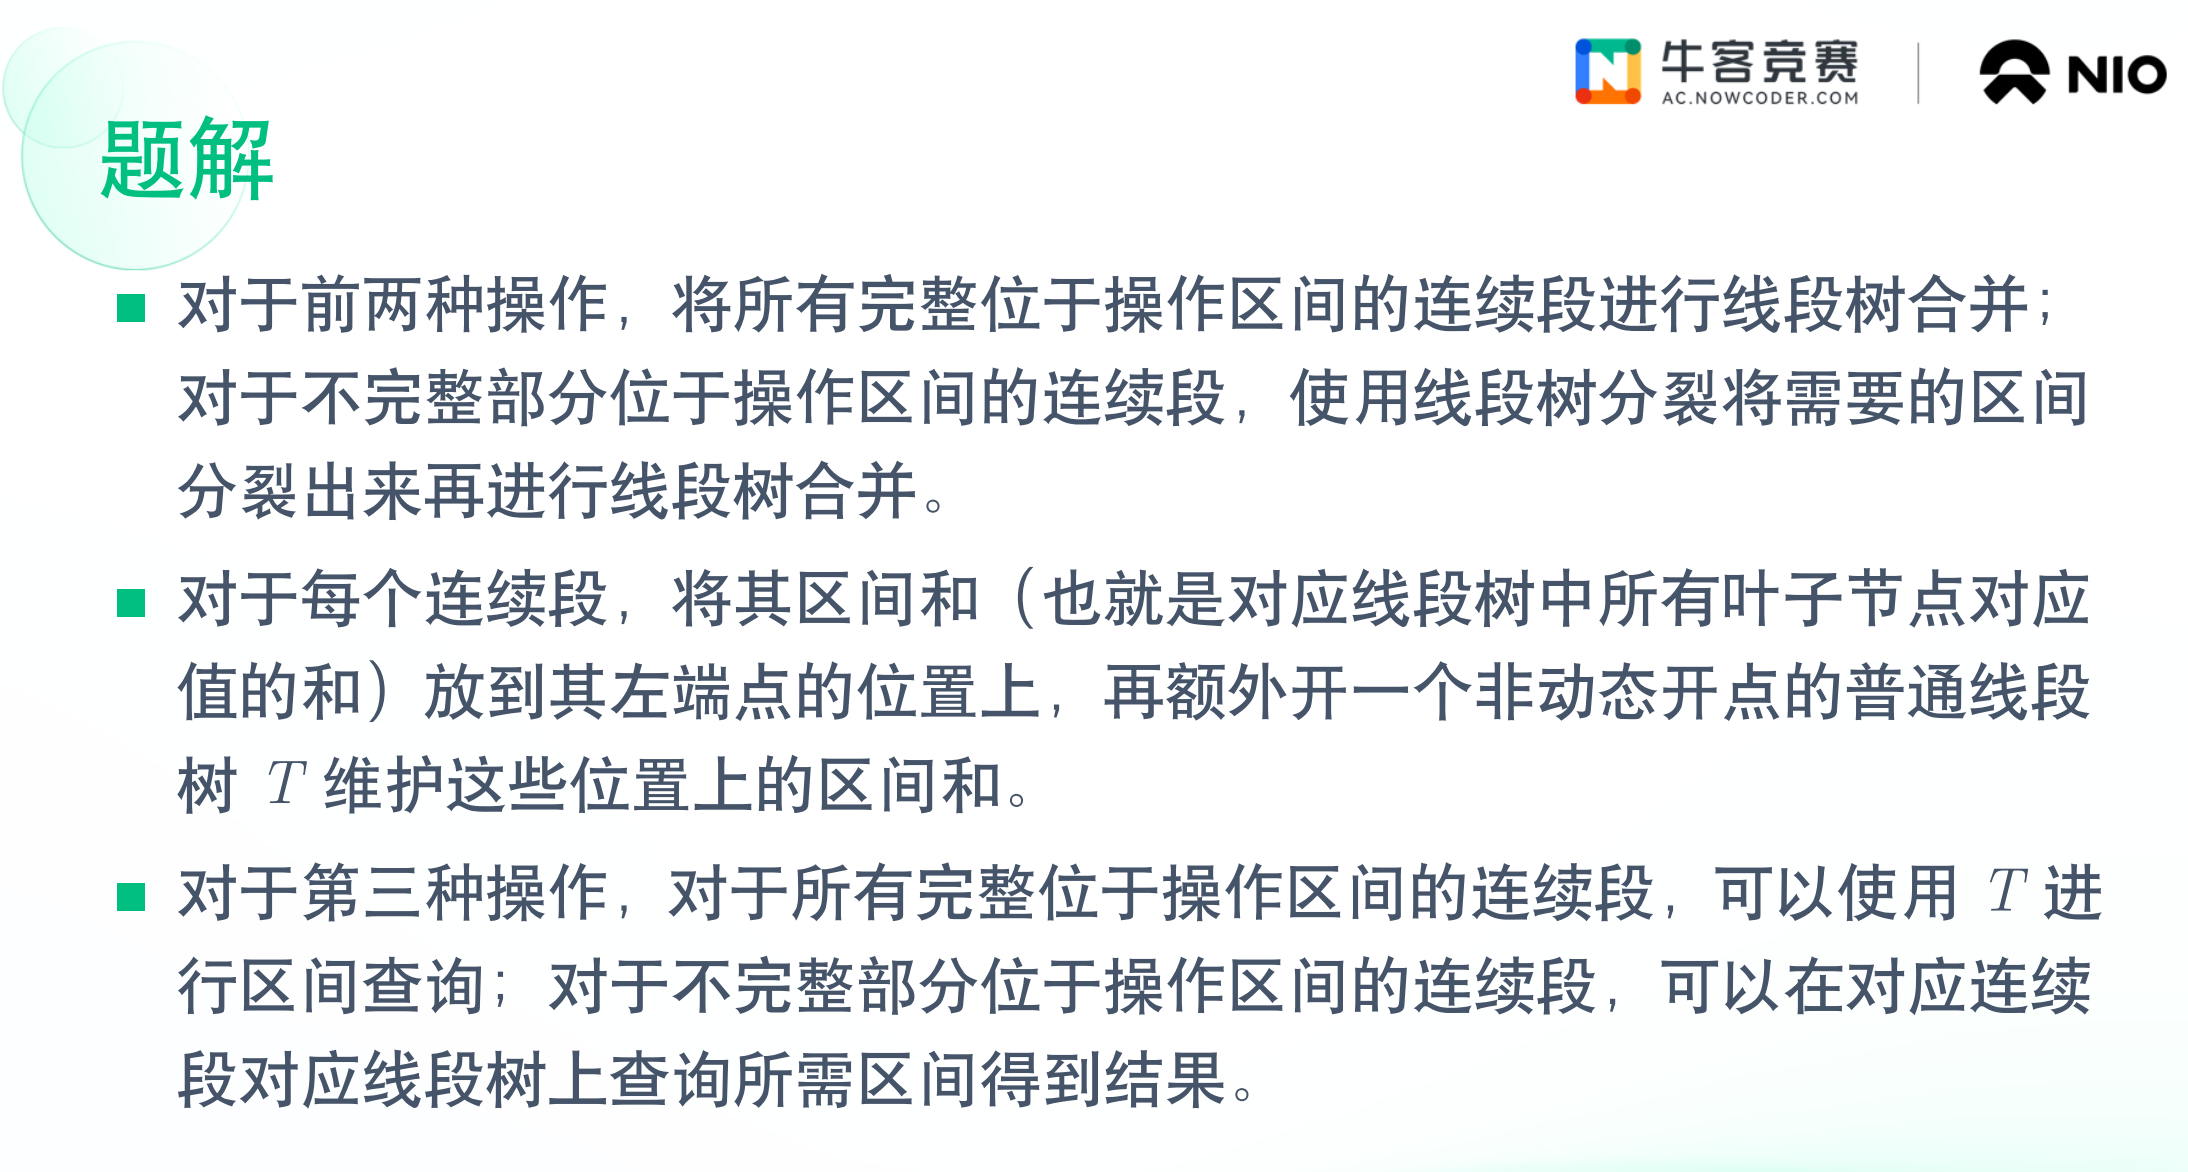 牛客竞赛
AC.NOWCODER.COM
NIO
题解
对于前两种操作，将所有完整位于操作区间的连续段进行线段树合并；
对于不完整部分位于操作区间的连续段，使用线段树分裂将需要的区间
分裂出来再进行线段树合并。
对于每个连续段，将其区间和（也就是对应线段树中所有叶子节点对应
值的和）放到其左端点的位置上，再额外开一个非动态开点的普通线段
树 T 维护这些位置上的区间和。
对于第三种操作，对于所有完整位于操作区间的连续段，可以使用 T 进
行区间查询；对于不完整部分位于操作区间的连续段，可以在对应连续
段对应线段树上查询所需区间得到结果。